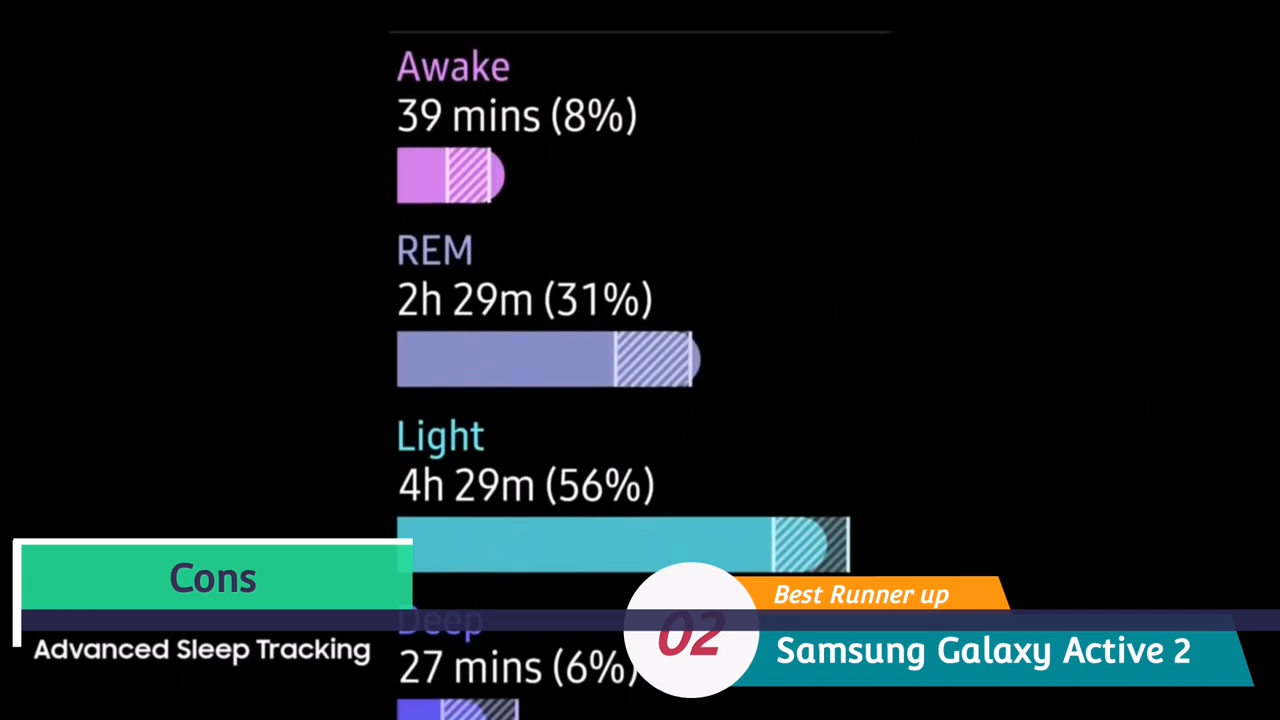 Awake
39 mins (8%)
REM
2h 29m (31%)
Light
4h 29m (56%)
Deep
27 mins (6%)
Cons
Advanced Sleep Tracking
02
Best Runner up
Samsung Galaxy Active 2